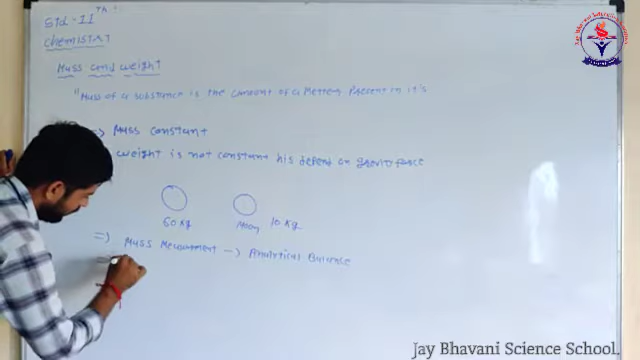 Std - 11th
Chemistry
Mass and weight
"Mass of a substance is the amount of a Matter Present in it's
=> Mass constant
weight is not constant his depend on gravity force
60 kg
Moon 10 kg
=> Mass Measurment -> Analytical Balance
Jay Bhavani Science School.